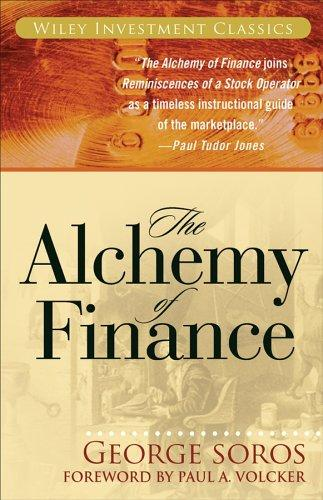 WILEY INVESTMENT CLASSICS
"The Alchemy of Finance joins
Reminiscences of a Stock Operator
as a timeless instructional guide
of the marketplace."
—Paul Tudor Jones
The
Alchemy
of
Finance
GEORGE SOROS
FOREWORD BY PAUL A. VOLCKER